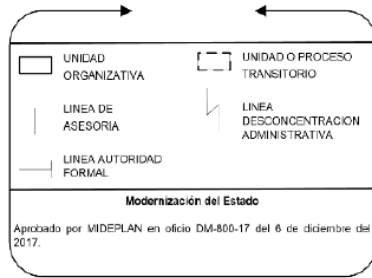 UNIDAD
ORGANIZATIVA
UNIDAD O PROCESO
TRANSITORIO
LINEA DE
ASESORIA
LINEA
DESCONCENTRACION
ADMINISTRATIVA
LINEA AUTORIDAD
FORMAL
Modernización del Estado
Aprobado por MIDEPLAN en oficio DM-800-17 del 6 de diciembre del
2017.